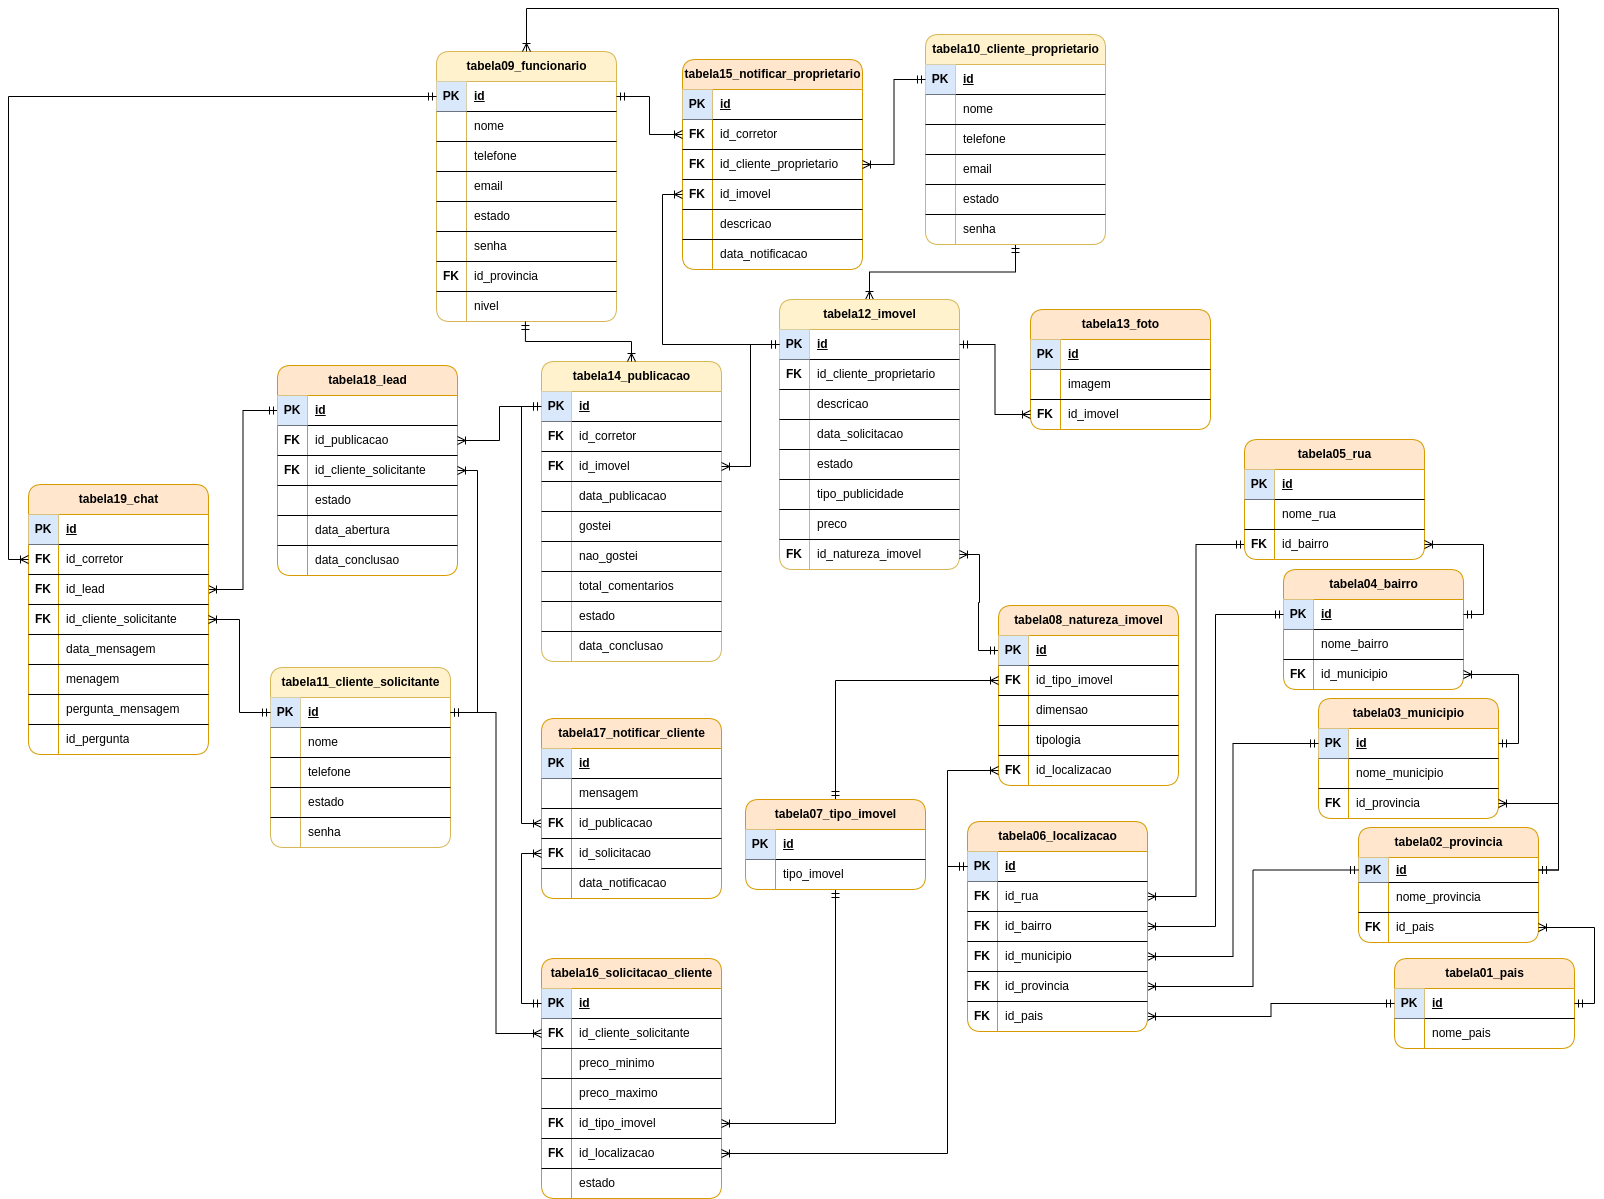 tabela09_funcionario
PK id
nome
telefone
email
estado
senha
FK id_provincia
nivel
tabela15_notificar_proprietario
PK id
FK id_corretor
FK id_cliente_proprietario
FK id_imovel
descricao
data_notificacao
tabela10_cliente_proprietario
PK id
nome
telefone
email
estado
senha
tabela12_imovel
PK id
FK id_cliente_proprietario
descricao
data_solicitacao
estado
tipo_publicidade
preco
FK id_natureza_imovel
tabela13_foto
PK id
imagem
FK id_imovel
tabela18_lead
PK id
FK id_publicacao
FK id_cliente_solicitante
estado
data_abertura
data_conclusao
tabela14_publicacao
PK id
FK id_corretor
FK id_imovel
data_publicacao
gostei
nao_gostei
total_comentarios
estado
data_conclusao
tabela05_rua
PK id
nome_rua
FK id_bairro
tabela19_chat
PK id
FK id_corretor
FK id_lead
FK id_cliente_solicitante
data_mensagem
menagem
pergunta_mensagem
id_pergunta
tabela04_bairro
PK id
nome_bairro
FK id_municipio
tabela08_natureza_imovel
PK id
FK id_tipo_imovel
dimensao
tipologia
FK id_localizacao
tabela11_cliente_solicitante
PK id
nome
telefone
estado
senha
tabela03_municipio
PK id
nome_municipio
FK id_provincia
tabela17_notificar_cliente
PK id
mensagem
FK id_publicacao
FK id_solicitacao
data_notificacao
tabela07_tipo_imovel
PK id
tipo_imovel
tabela06_localizacao
PK id
FK id_rua
FK id_bairro
FK id_municipio
FK id_provincia
FK id_pais
tabela02_provincia
PK id
nome_provincia
FK id_pais
tabela16_solicitacao_cliente
PK id
FK id_cliente_solicitante
preco_minimo
preco_maximo
FK id_tipo_imovel
FK id_localizacao
estado
tabela01_pais
PK id
nome_pais